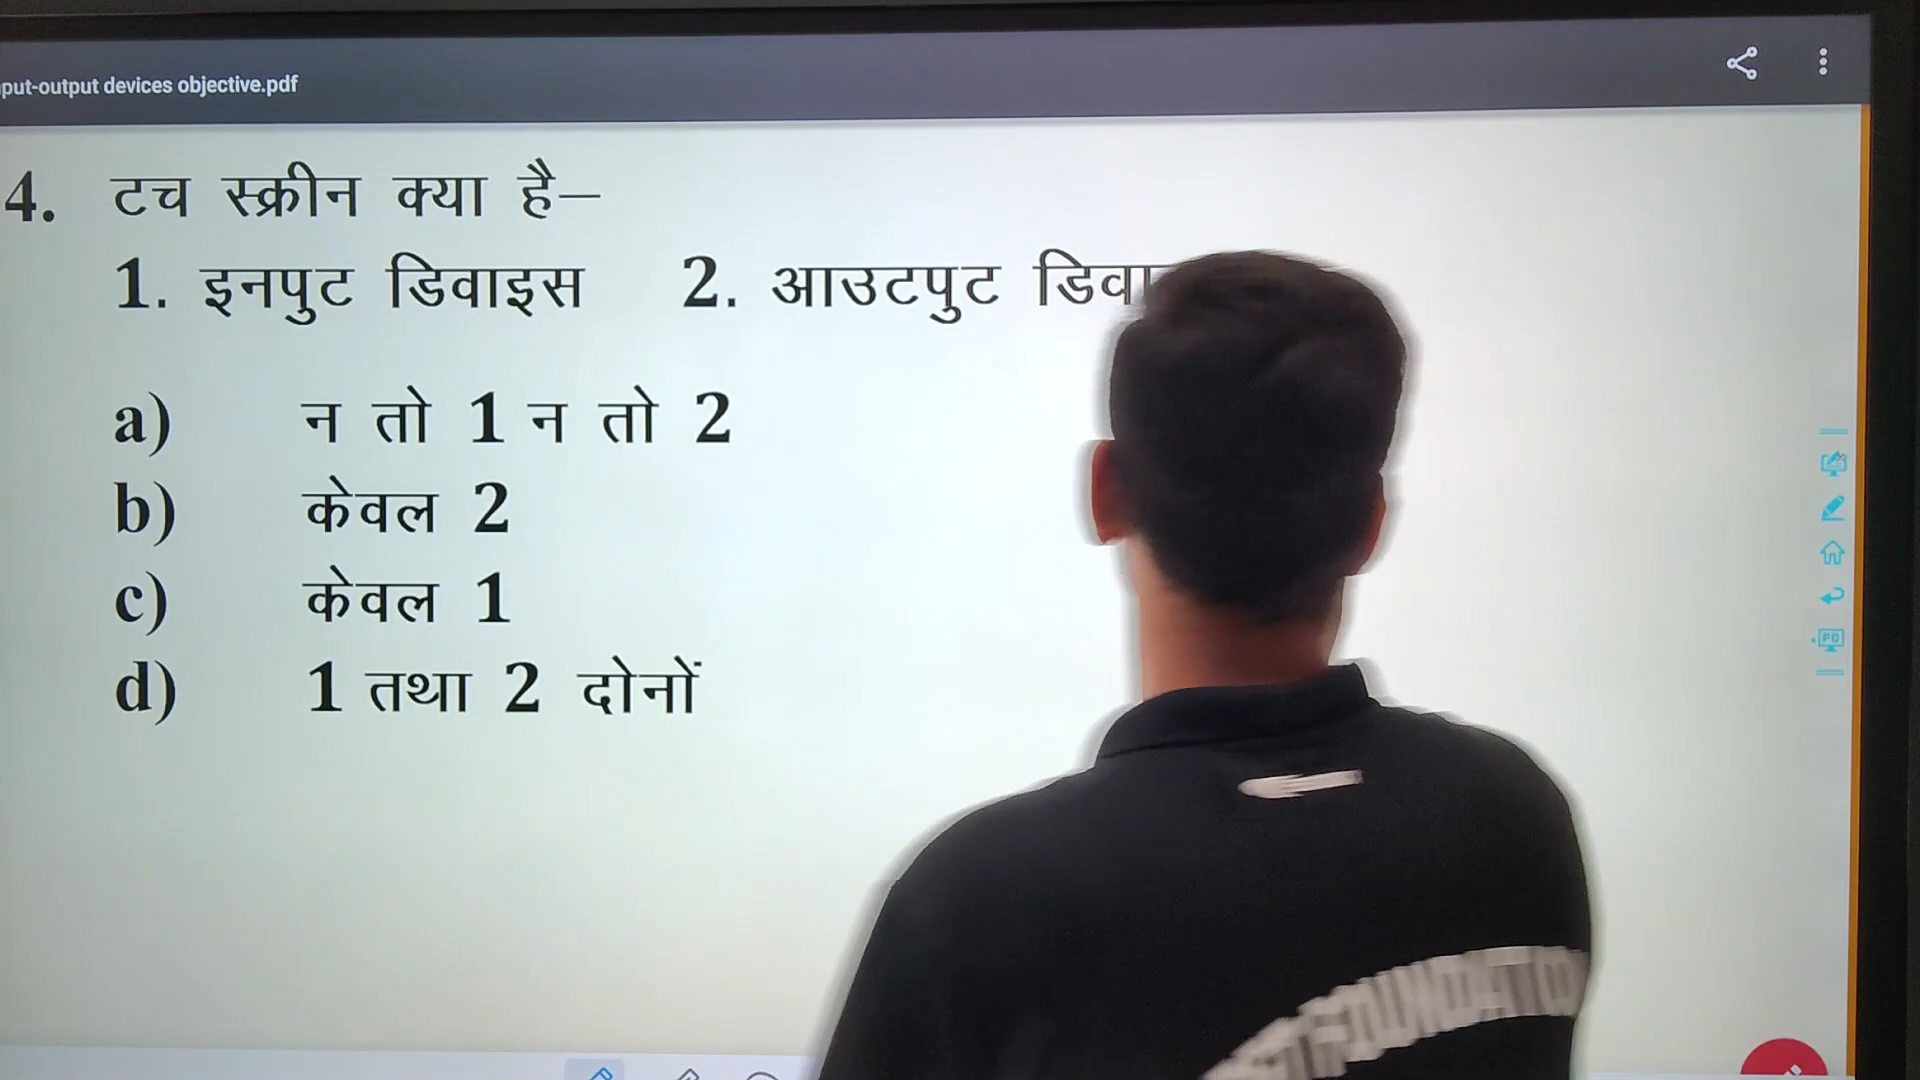 put-output devices objective.pdf
4. टच स्क्रीन क्या है–
1. इनपुट डिवाइस 2. आउटपुट
a) न तो 1 न तो 2
b) केवल 2
c) केवल 1
d) 1 तथा 2 दोनों